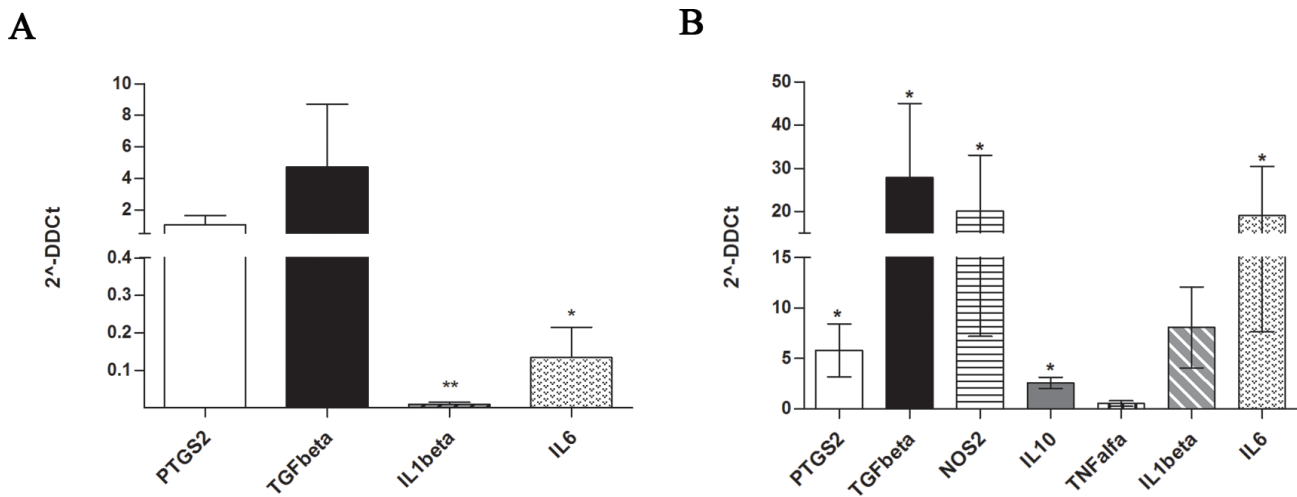 A
2^-DDCt
10
8
6
4
2
0.4
0.3
0.2
0.1
**
*
PTGS2
TGFbeta
IL1beta
IL6
B
2^-DDCt
50
40
30
20
15
10
5
0
*
*
*
*
*
PTGS2
TGFbeta
NOS2
IL10
TNFalfa
IL1beta
IL6